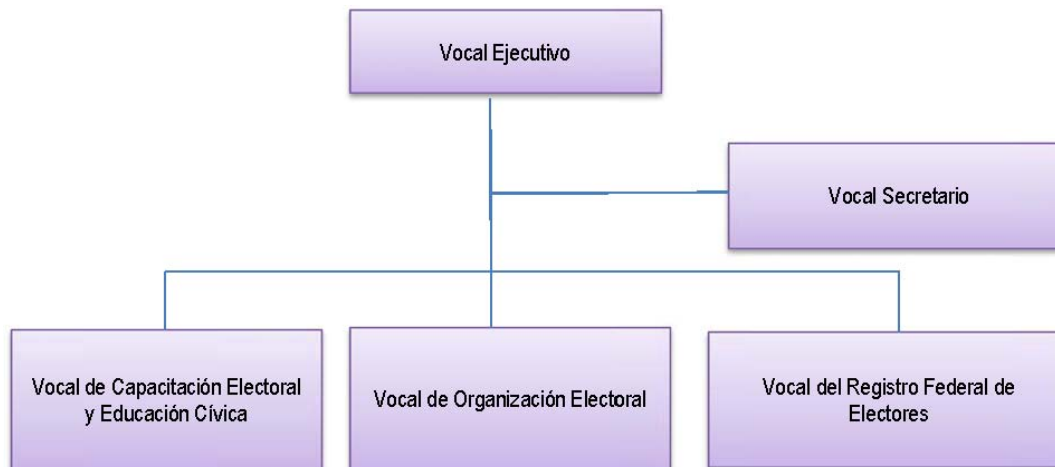 Vocal Ejecutivo
Vocal Secretario
Vocal de Capacitación Electoral
y Educación Cívica
Vocal de Organización Electoral
Vocal del Registro Federal de
Electores